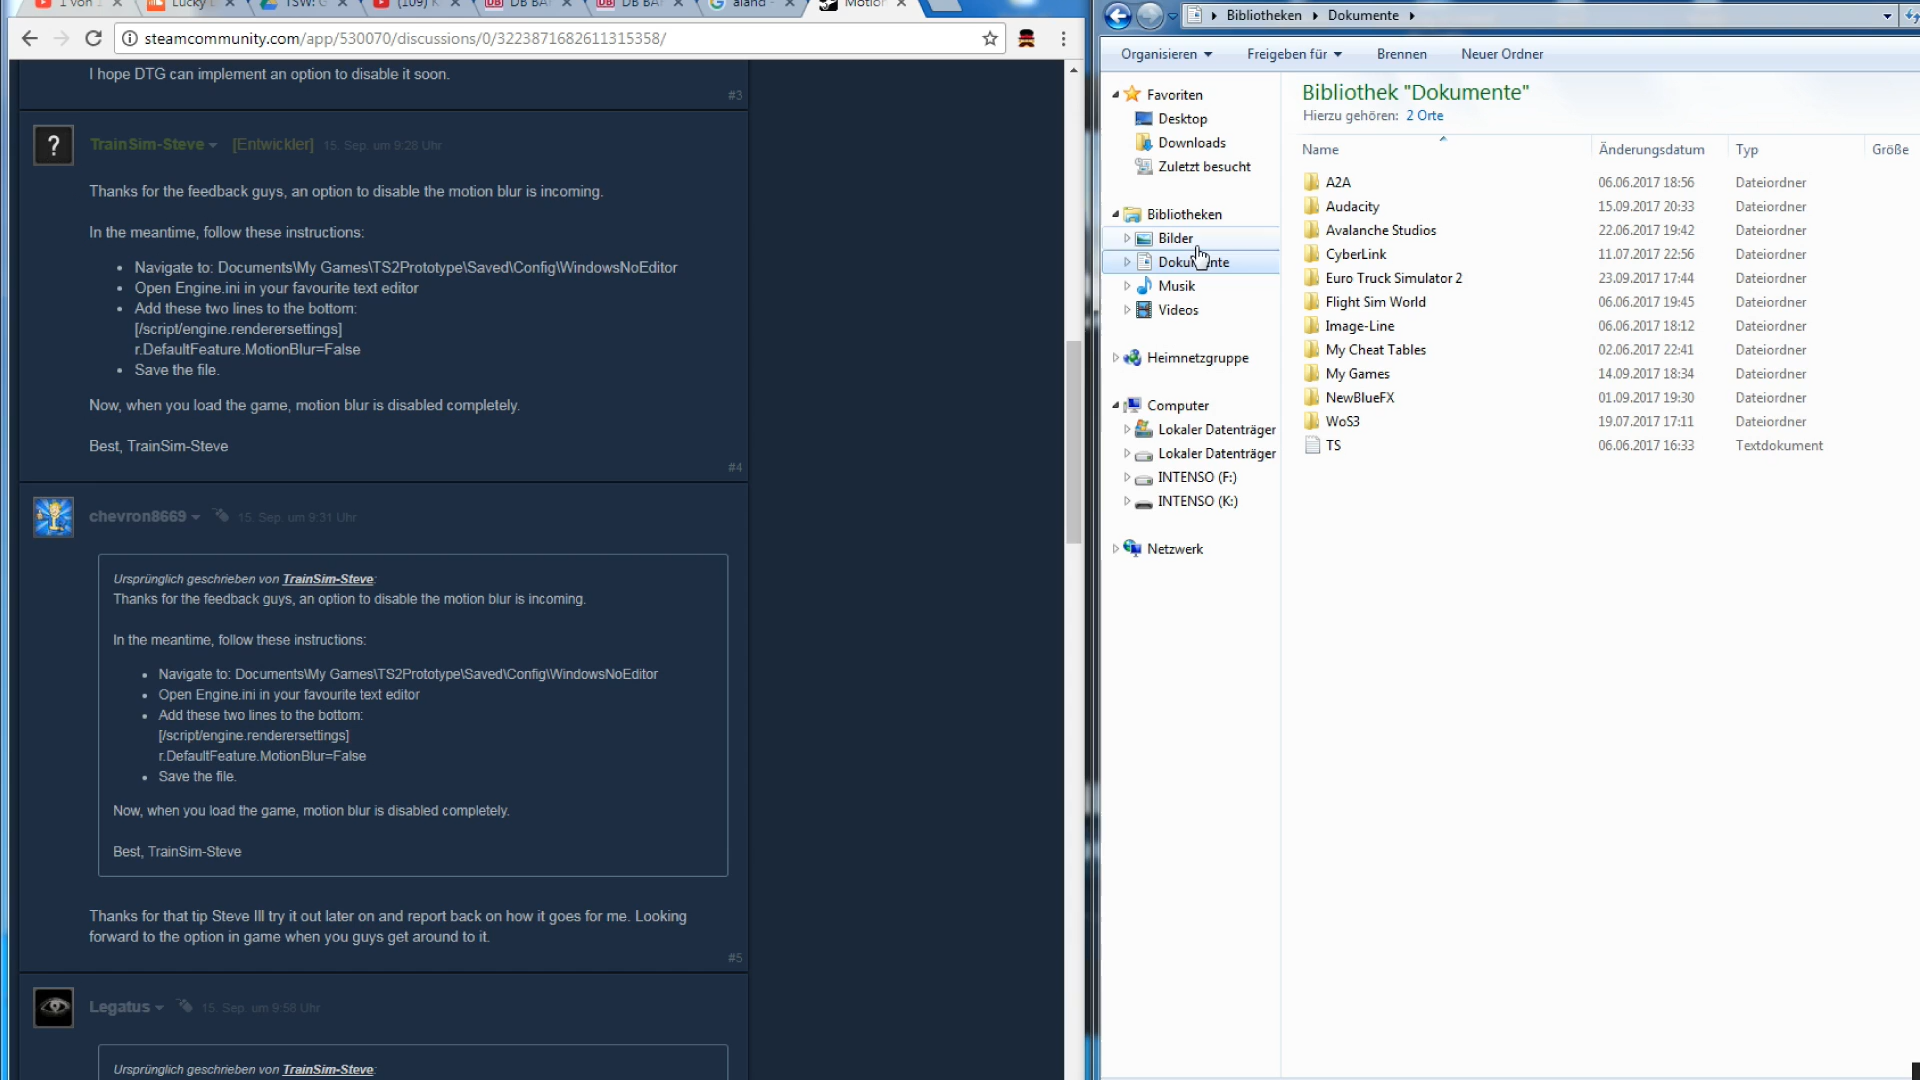 1 von
Lucky
TSW: G
(109)
DB BA
DB BA
aland -
Motion
steamcommunity.com/app/530070/discussions/0/3223871682611315358/
I hope DTG can implement an option to disable it soon.
#3
?
TrainSim-Steve [Entwickler] 15. Sep. um 9:28 Uhr
Thanks for the feedback guys, an option to disable the motion blur is incoming.
In the meantime, follow these instructions:
• Navigate to: Documents\My Games\TS2Prototype\Saved\Config\WindowsNoEditor
• Open Engine.ini in your favourite text editor
• Add these two lines to the bottom:
[/script/engine.renderersettings]
r.DefaultFeature.MotionBlur=False
• Save the file.
Now, when you load the game, motion blur is disabled completely.
Best, TrainSim-Steve
#4
chevron8669 15. Sep. um 9:31 Uhr
Ursprünglich geschrieben von TrainSim-Steve:
Thanks for the feedback guys, an option to disable the motion blur is incoming.
In the meantime, follow these instructions:
• Navigate to: Documents\My Games\TS2Prototype\Saved\Config\WindowsNoEditor
• Open Engine.ini in your favourite text editor
• Add these two lines to the bottom:
[/script/engine.renderersettings]
r.DefaultFeature.MotionBlur=False
• Save the file.
Now, when you load the game, motion blur is disabled completely.
Best, TrainSim-Steve
Thanks for that tip Steve Ill try it out later on and report back on how it goes for me. Looking
forward to the option in game when you guys get around to it.
#5
Legatus 15. Sep. um 9:58 Uhr
Ursprünglich geschrieben von TrainSim-Steve:
Bibliotheken Dokumente
Organisieren Freigeben für Brennen Neuer Ordner
Favoriten
Desktop
Downloads
Zuletzt besucht
Bibliotheken
Bilder
Dokumente
Musik
Videos
Heimnetzgruppe
Computer
Lokaler Datenträger
Lokaler Datenträger
INTENSO (F:)
INTENSO (K:)
Netzwerk
Bibliothek "Dokumente"
Hierzu gehören: 2 Orte
Name Änderungsdatum Typ Größe
A2A 06.06.2017 18:56 Dateiordner
Audacity 15.09.2017 20:33 Dateiordner
Avalanche Studios 22.06.2017 19:42 Dateiordner
CyberLink 11.07.2017 22:56 Dateiordner
Euro Truck Simulator 2 23.09.2017 17:44 Dateiordner
Flight Sim World 06.06.2017 19:45 Dateiordner
Image-Line 06.06.2017 18:12 Dateiordner
My Cheat Tables 02.06.2017 22:41 Dateiordner
My Games 14.09.2017 18:34 Dateiordner
NewBlueFX 01.09.2017 19:30 Dateiordner
WoS3 19.07.2017 17:11 Dateiordner
TS 06.06.2017 16:33 Textdokument